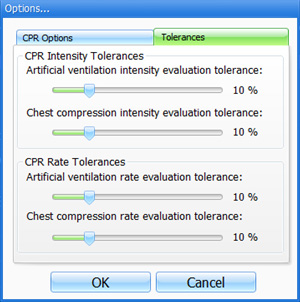 Options...
CPR Options
Tolerances
CPR Intensity Tolerances
Artificial ventilation intensity evaluation tolerance:
10 %
Chest compression intensity evaluation tolerance:
10 %
CPR Rate Tolerances
Artificial ventilation rate evaluation tolerance:
10 %
Chest compression rate evaluation tolerance:
10 %
OK
Cancel